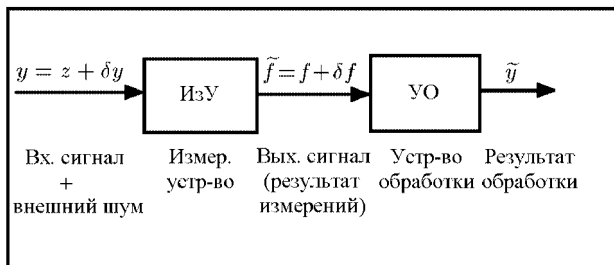 y = z + δy
ИзУ
f̃ = f + δf
УО
ỹ
Вх. сигнал
+
внешний шум
Измер.
устр-во
Вых. сигнал
(результат
измерений)
Устр-во
обработки
Результат
обработки